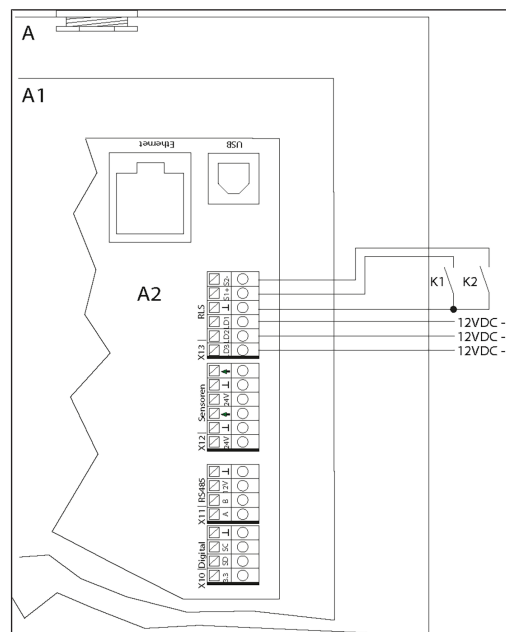 A
A1
Ethernet
USB
A2
S2-
S1+
⊥
LD1
LD2
LD3
RLS
X13
K1
K2
12VDC -
12VDC -
12VDC -
⊥
24V
⊥
24V
Sensoren
X12
⊥
12V
B
A
RS485
X11
⊥
SC
SD
3.3
Digital
X10